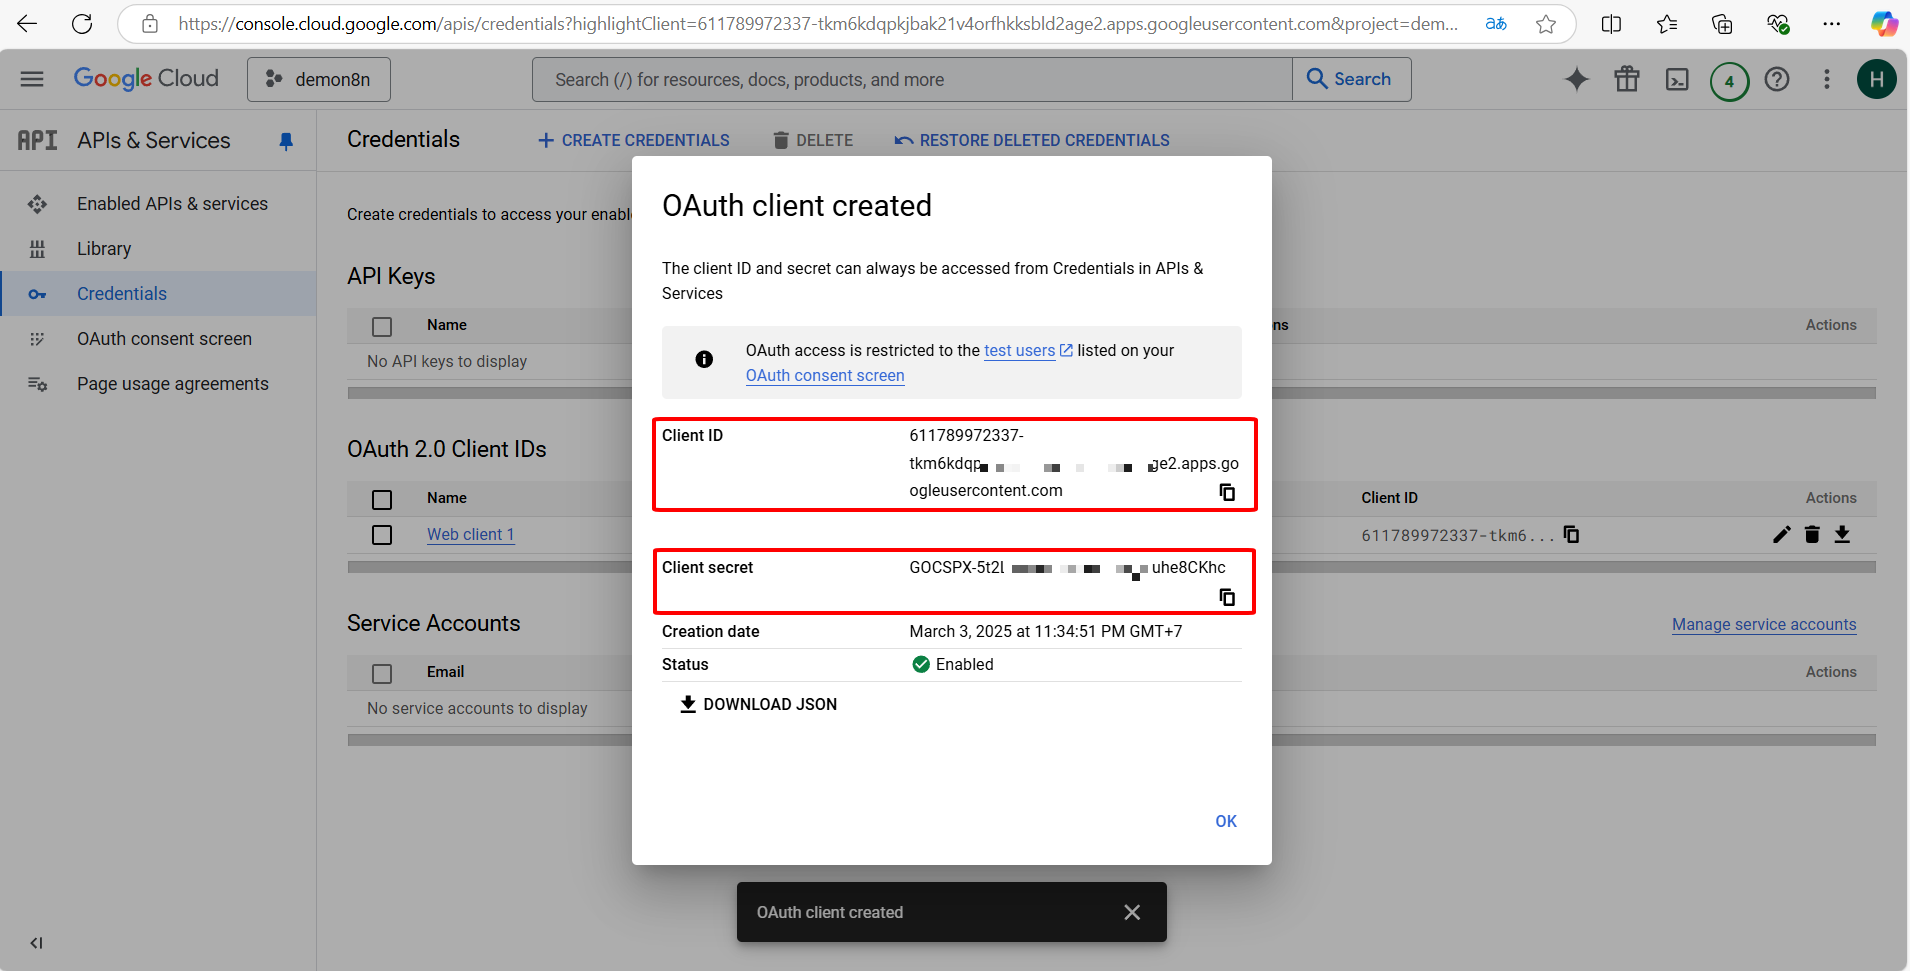 https://console.cloud.google.com/apis/credentials?highlightClient=611789972337-tkm6kdqpkjbak21v4orfhkksbld2age2.apps.googleusercontent.com&project=dem...
aあ
Google Cloud
demon8n
Search (/) for resources, docs, products, and more
Search
4
H
API APIs & Services
Credentials
CREATE CREDENTIALS
DELETE
RESTORE DELETED CREDENTIALS
Enabled APIs & services
Library
Credentials
OAuth consent screen
Page usage agreements
Create credentials to access your
API Keys
Name
Actions
No API keys to display
OAuth 2.0 Client IDs
Name
Client ID
Actions
Web client 1
611789972337-tkm6...
Service Accounts
Manage service accounts
Email
Actions
No service accounts to display
OAuth client created
The client ID and secret can always be accessed from Credentials in APIs &
Services
OAuth access is restricted to the test users listed on your
OAuth consent screen
Client ID
611789972337-
tkm6kdqp ge2.apps.go
ogleusercontent.com
Client secret
GOCSPX-5t2 uhe8CKhc
Creation date
March 3, 2025 at 11:34:51 PM GMT+7
Status
Enabled
DOWNLOAD JSON
OK
OAuth client created